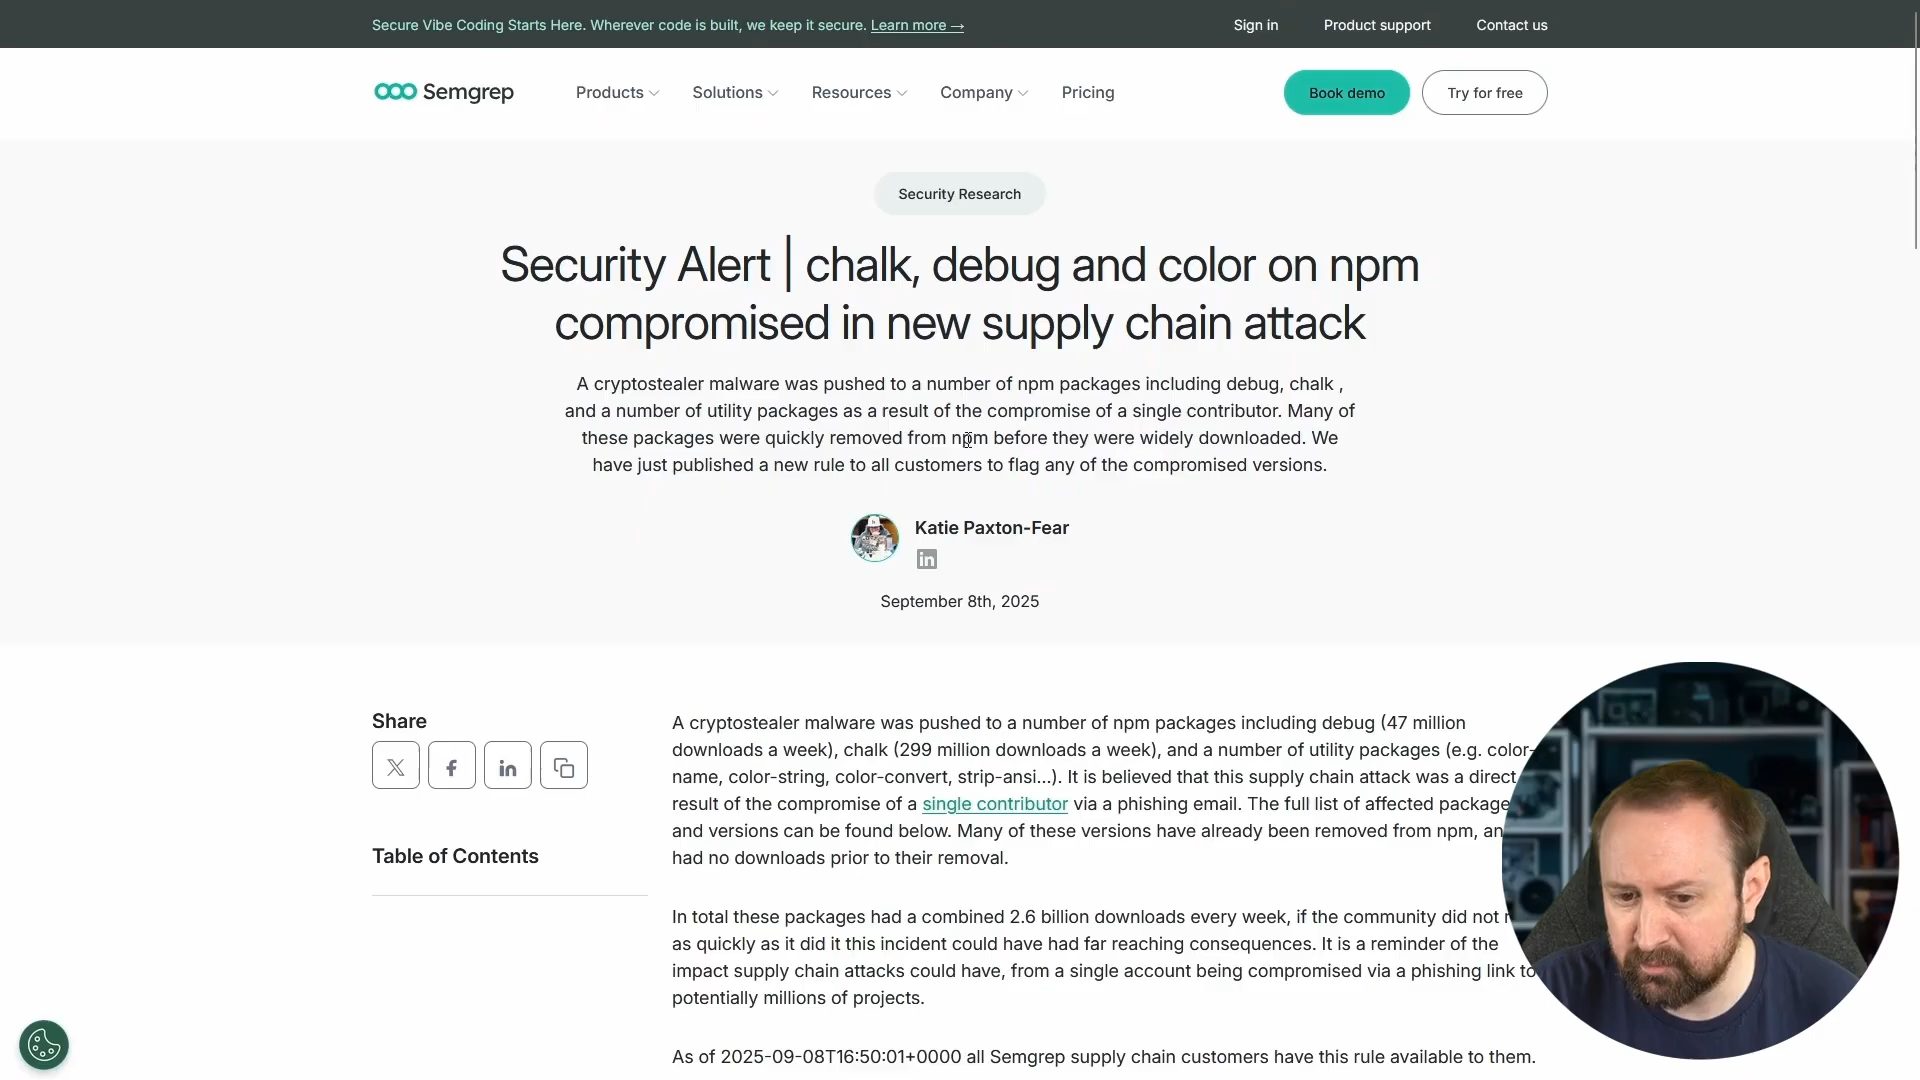 Secure Vibe Coding Starts Here. Wherever code is built, we keep it secure. Learn more →
Sign in
Product support
Contact us
Semgrep
Products
Solutions
Resources
Company
Pricing
Book demo
Try for free
Security Research
Security Alert | chalk, debug and color on npm
compromised in new supply chain attack
A cryptostealer malware was pushed to a number of npm packages including debug, chalk ,
and a number of utility packages as a result of the compromise of a single contributor. Many of
these packages were quickly removed from npm before they were widely downloaded. We
have just published a new rule to all customers to flag any of the compromised versions.
Katie Paxton-Fear
in
September 8th, 2025
Share
Table of Contents
A cryptostealer malware was pushed to a number of npm packages including debug (47 million
downloads a week), chalk (299 million downloads a week), and a number of utility packages (e.g. color-
name, color-string, color-convert, strip-ansi...). It is believed that this supply chain attack was a direct
result of the compromise of a single contributor via a phishing email. The full list of affected package
and versions can be found below. Many of these versions have already been removed from npm, an
had no downloads prior to their removal.
In total these packages had a combined 2.6 billion downloads every week, if the community did not
as quickly as it did it this incident could have had far reaching consequences. It is a reminder of the
impact supply chain attacks could have, from a single account being compromised via a phishing link to
potentially millions of projects.
As of 2025-09-08T16:50:01+0000 all Semgrep supply chain customers have this rule available to them.